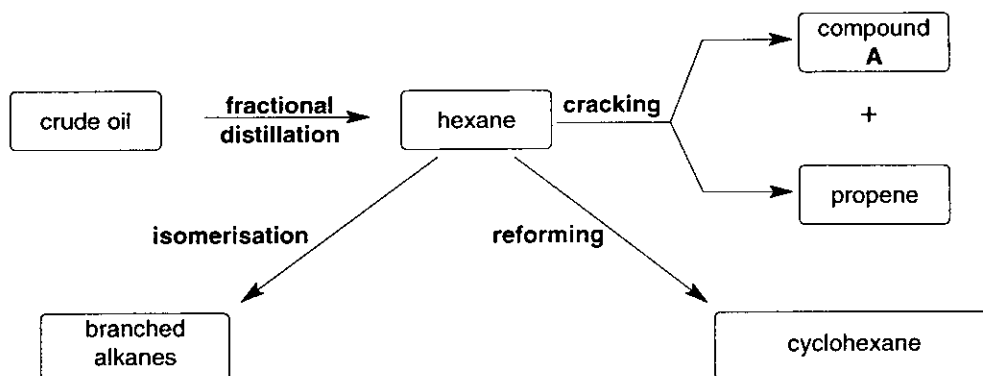 compound
A
crude oil
fractional
distillation
hexane
cracking
+
propene
isomerisation
reforming
branched
alkanes
cyclohexane